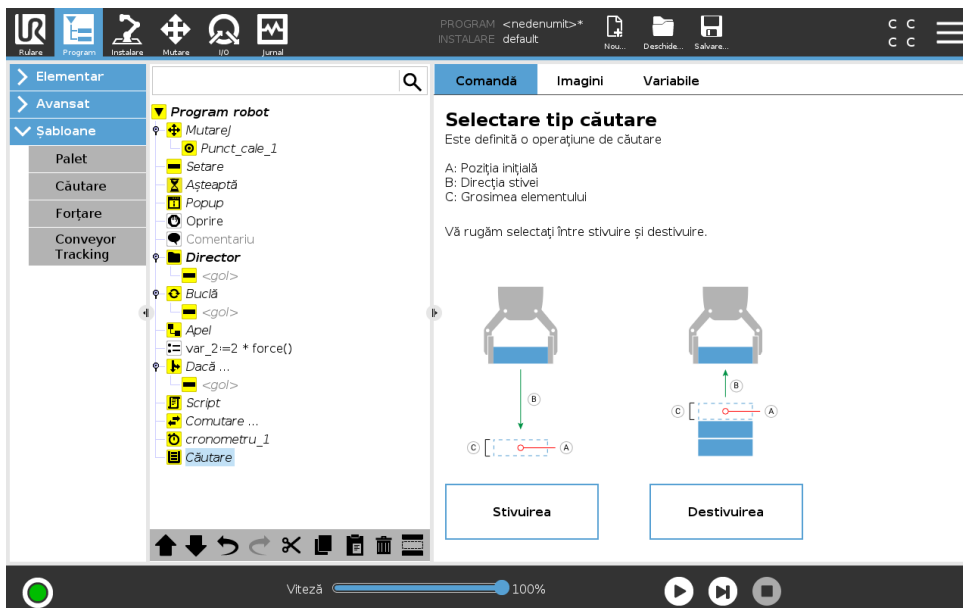 PROGRAM <nedenumit>*
INSTALARE default
Rulare
Program
Instalare
Mutare
I/O
Jurnal
Nou...
Deschide...
Salvare...
C C
C C
Elementar
Avansat
Șabloane
Palet
Căutare
Forțare
Conveyor
Tracking
Program robot
MutareJ
Punct_cale_1
Setare
Așteaptă
Popup
Oprire
Comentariu
Director
<gol>
Buclă
<gol>
Apel
var_2:=2 * force()
Dacă ...
<gol>
Script
Comutare ...
cronometru_1
Căutare
Comandă
Imagini
Variabile
Selectare tip căutare
Este definită o operațiune de căutare
A: Poziția inițială
B: Direcția stivei
C: Grosimea elementului
Vă rugăm selectați între stivuire și destivuire.
B
C
A
B
C
A
Stivuirea
Destivuirea
Viteză
100%